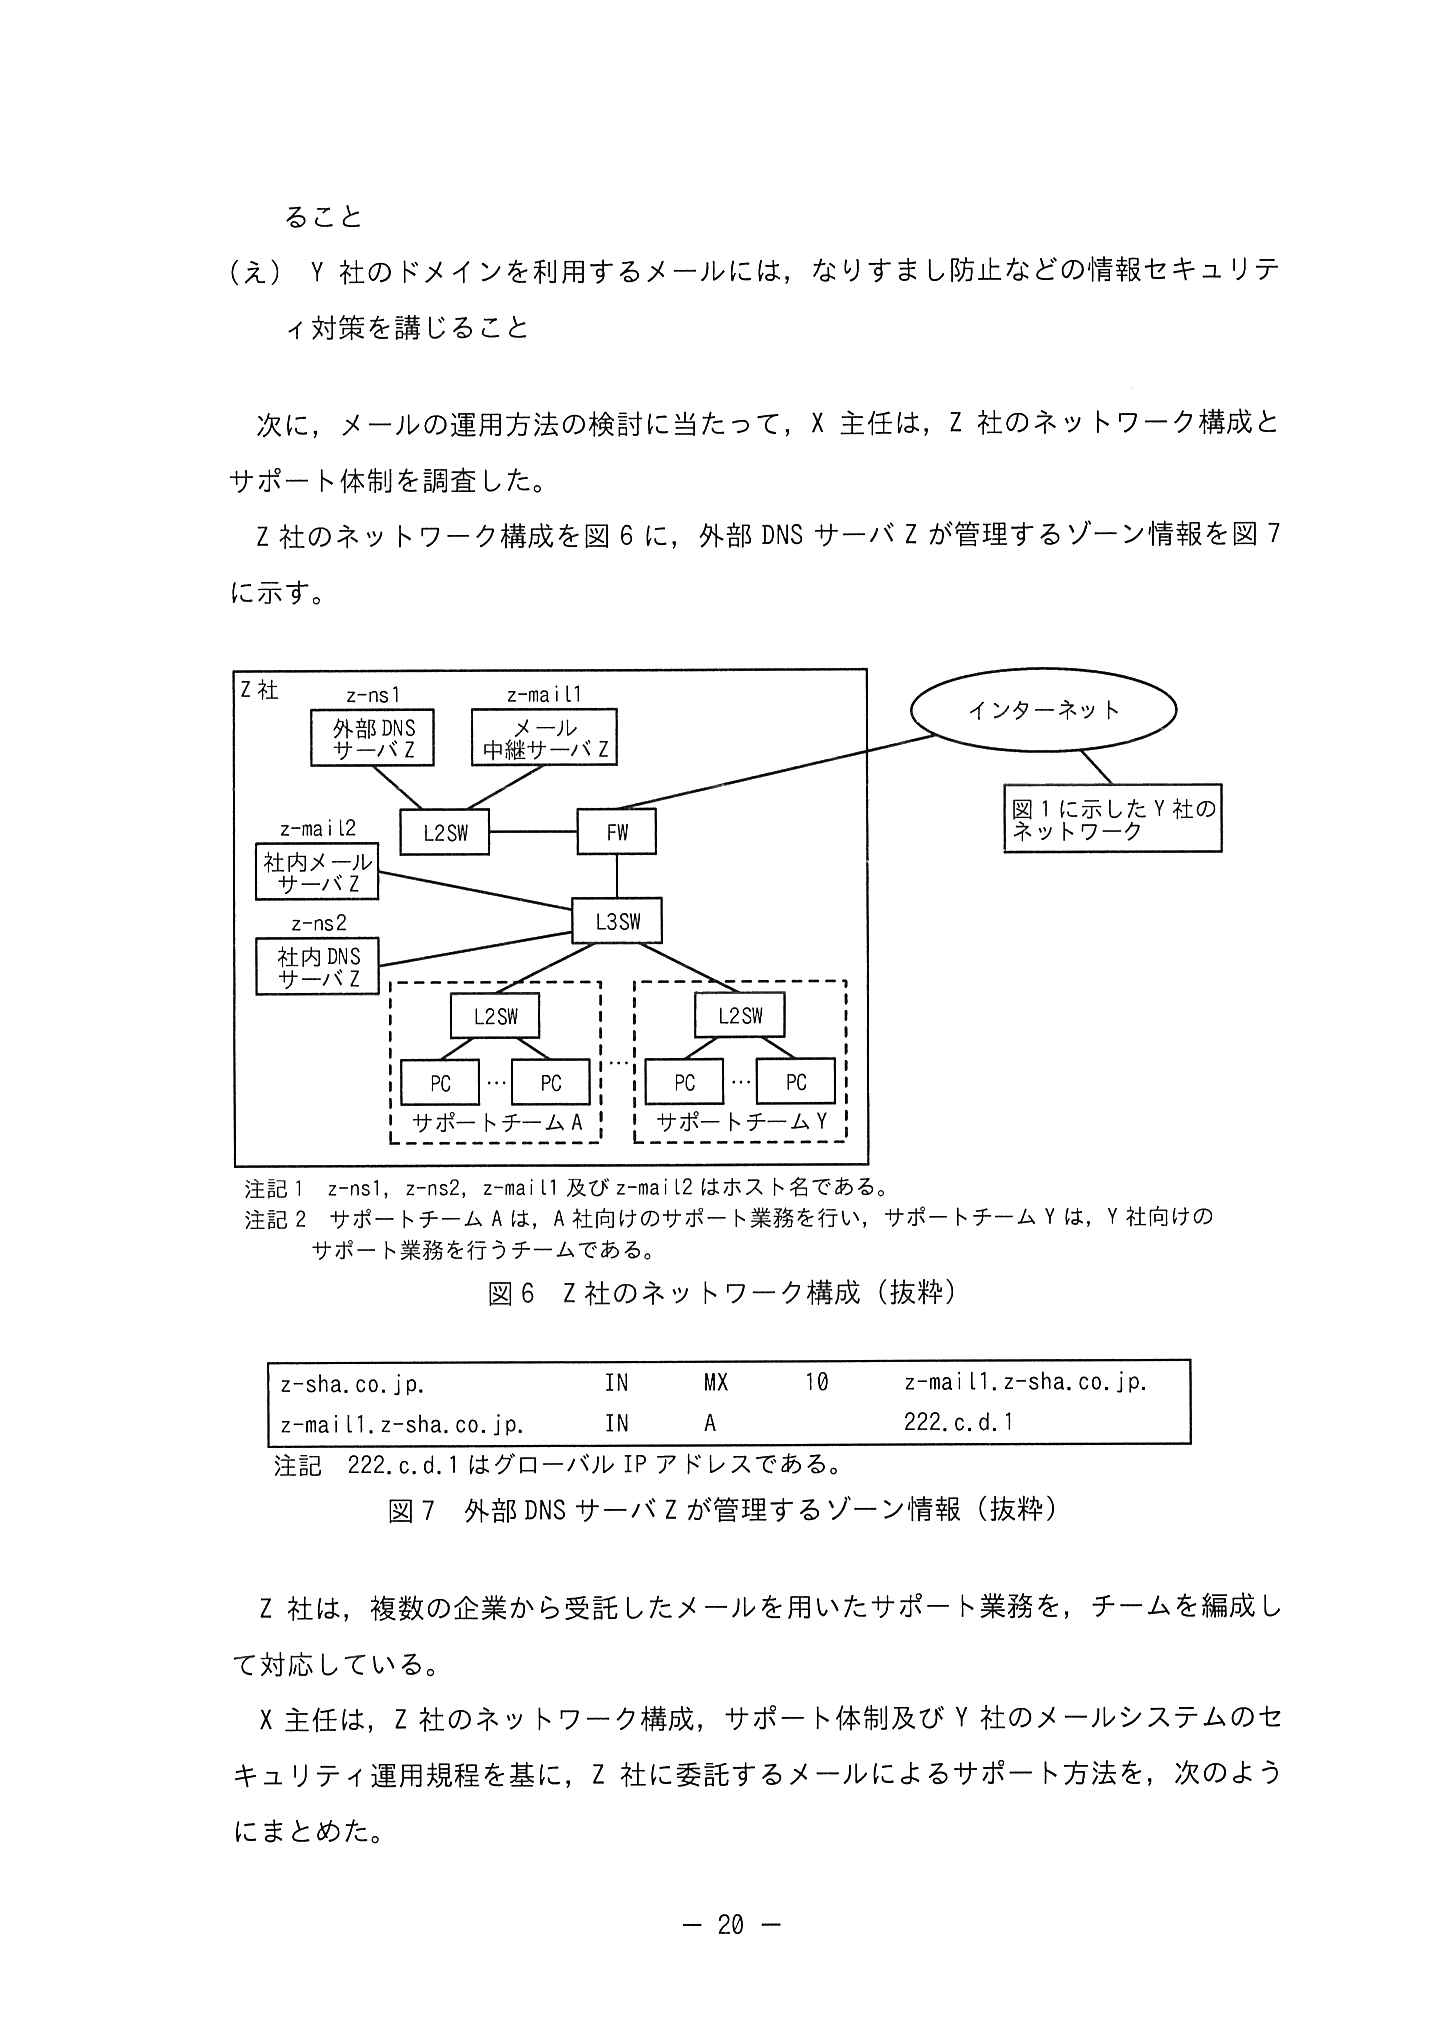 ること
(え) Y 社のドメインを利用するメールには，なりすまし防止などの情報セキュリテ
ィ対策を講じること
次に，メールの運用方法の検討に当たって，X 主任は，Z 社のネットワーク構成と
サポート体制を調査した。
Z 社のネットワーク構成を図 6 に，外部 DNS サーバ Z が管理するゾーン情報を図 7
に示す。
Z 社
z-ns1
外部 DNS
サーバ Z
z-mail1
メール
中継サーバ Z
インターネット
図 1 に示した Y 社の
ネットワーク
L2SW
FW
z-mail2
社内メール
サーバ Z
L3SW
z-ns2
社内 DNS
サーバ Z
L2SW
L2SW
PC
…
PC
…
PC
…
PC
サポートチーム A
サポートチーム Y
注記 1 z-ns1，z-ns2，z-mail1 及び z-mail2 はホスト名である。
注記 2 サポートチーム A は，A 社向けのサポート業務を行い，サポートチーム Y は，Y 社向けの
サポート業務を行うチームである。
図 6 Z 社のネットワーク構成（抜粋）
z-sha.co.jp. IN MX 10 z-mail1.z-sha.co.jp.
z-mail1.z-sha.co.jp. IN A 222.c.d.1
注記 222.c.d.1 はグローバル IP アドレスである。
図 7 外部 DNS サーバ Z が管理するゾーン情報（抜粋）
Z 社は，複数の企業から受託したメールを用いたサポート業務を，チームを編成し
て対応している。
X 主任は，Z 社のネットワーク構成，サポート体制及び Y 社のメールシステムのセ
キュリティ運用規程を基に，Z 社に委託するメールによるサポート方法を，次のよう
にまとめた。
－ 20 －